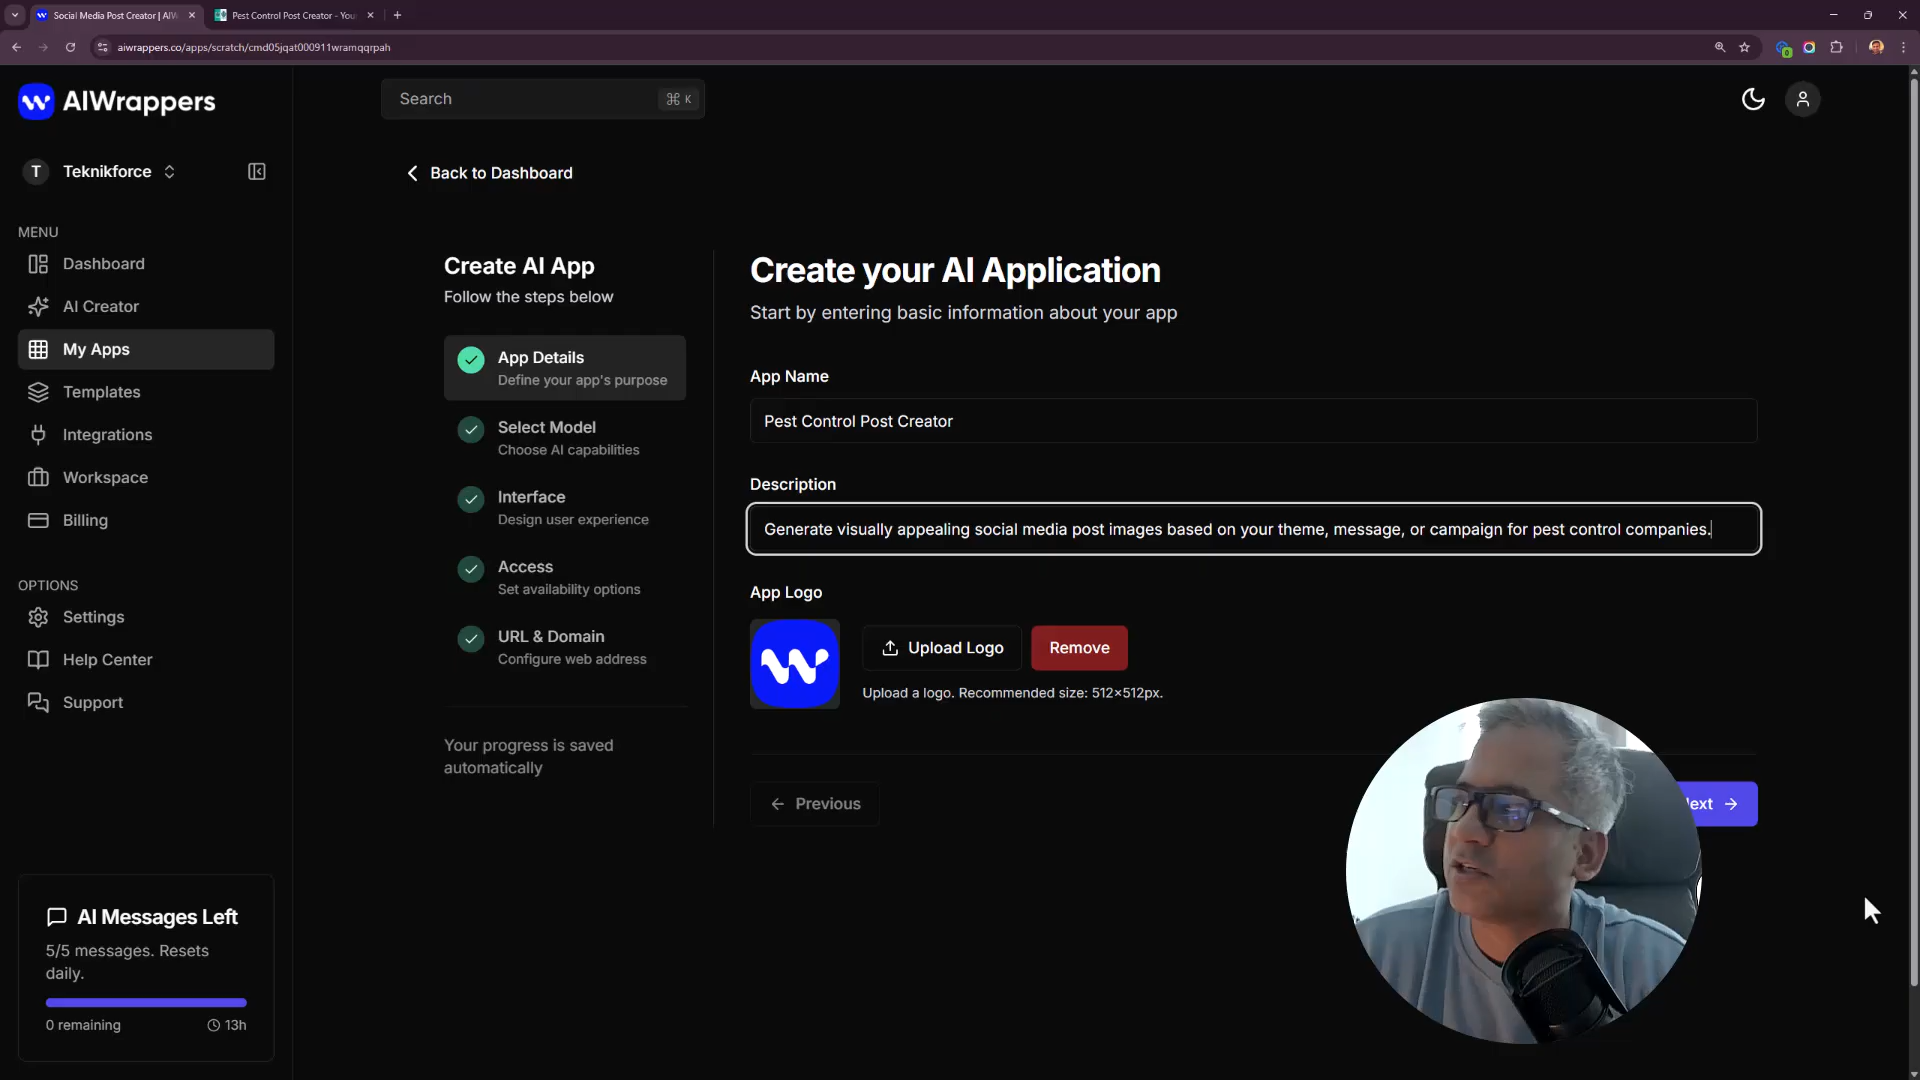 Social Media Post Creator | AIW
Pest Control Post Creator - You
aiwrappers.co/apps/scratch/cmd05jqat000911wramqqrpah
AIWrappers
Search
⌘ K
T Teknikforce
Back to Dashboard
MENU
Dashboard
AI Creator
My Apps
Templates
Integrations
Workspace
Billing
OPTIONS
Settings
Help Center
Support
AI Messages Left
5/5 messages. Resets
daily.
0 remaining
13h
Create AI App
Follow the steps below
App Details
Define your app's purpose
Select Model
Choose AI capabilities
Interface
Design user experience
Access
Set availability options
URL & Domain
Configure web address
Your progress is saved
automatically
Create your AI Application
Start by entering basic information about your app
App Name
Pest Control Post Creator
Description
Generate visually appealing social media post images based on your theme, message, or campaign for pest control companies.
App Logo
Upload Logo
Remove
Upload a logo. Recommended size: 512×512px.
Previous